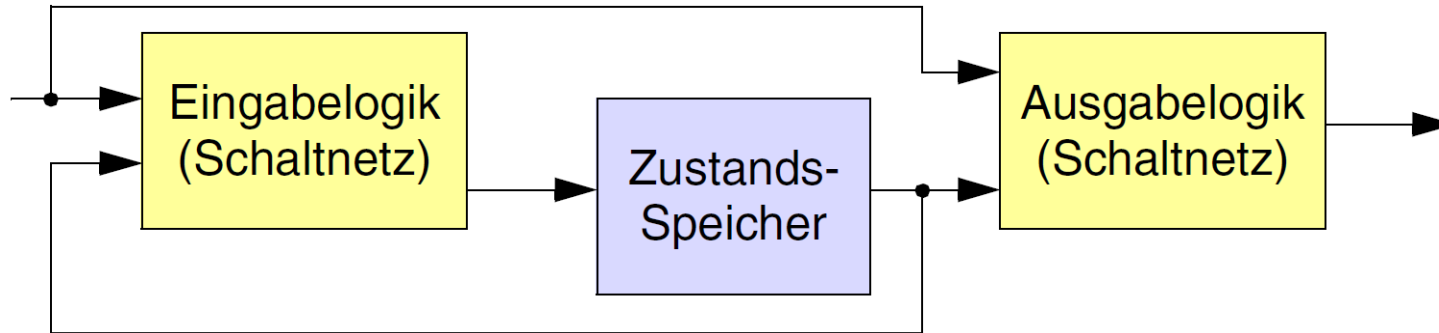 Eingabelogik
(Schaltnetz)
Zustands-
Speicher
Ausgabelogik
(Schaltnetz)